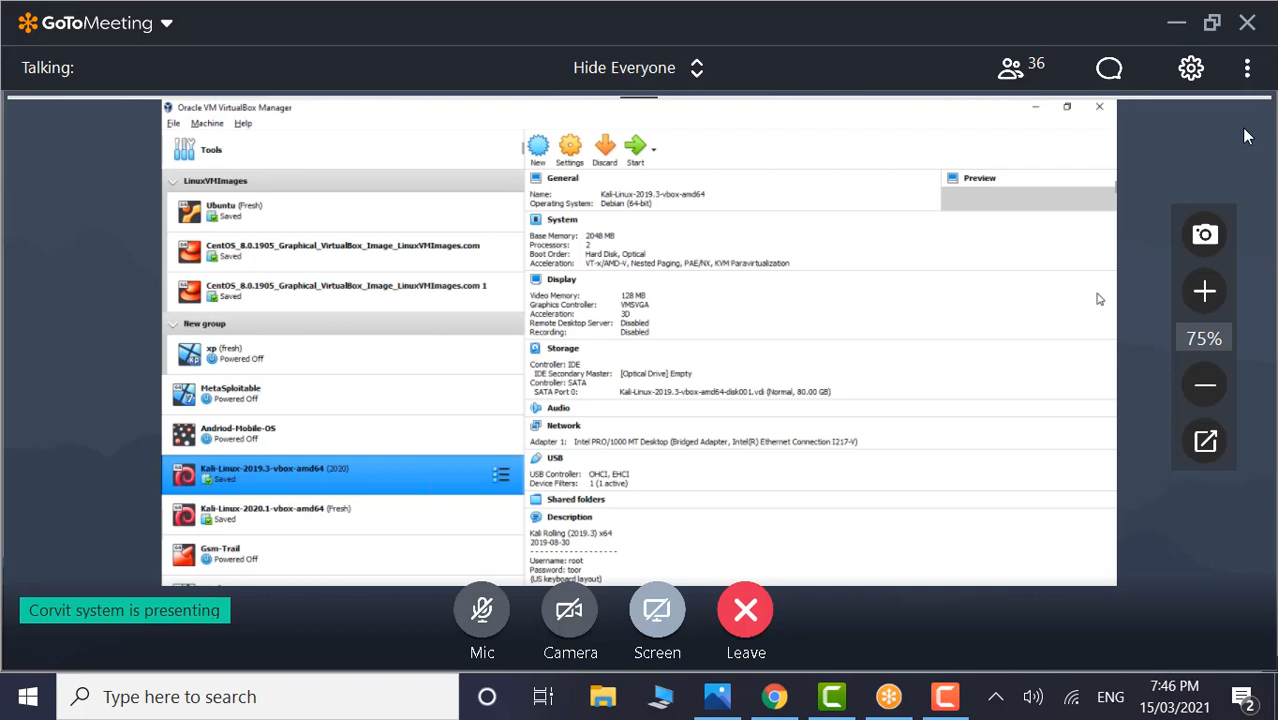 GoToMeeting
Talking:
Hide Everyone
36
Oracle VM VirtualBox Manager
File Machine Help
Tools
New Settings Discard Start
LinuxVMImages
Ubuntu (Fresh)
Saved
CentOS_8.0.1905_Graphical_VirtualBox_Image_LinuxVMImages.com
Saved
CentOS_8.0.1905_Graphical_VirtualBox_Image_LinuxVMImages.com 1
Saved
New group
xp (fresh)
Powered Off
MetaSploitable
Powered Off
Andriod-Mobile-OS
Powered Off
Kali-Linux-2019.3-vbox-amd64 (2020)
Saved
Kali-Linux-2020.1-vbox-amd64 (Fresh)
Saved
Gsm-Trail
Powered Off
General
Name: Kali-Linux-2019.3-vbox-amd64
Operating System: Debian (64-bit)
System
Base Memory: 2048 MB
Processors: 2
Boot Order: Hard Disk, Optical
Acceleration: VT-x/AMD-V, Nested Paging, PAE/NX, KVM Paravirtualization
Display
Video Memory: 128 MB
Graphics Controller: VMSVGA
Acceleration: 3D
Remote Desktop Server: Disabled
Recording: Disabled
Storage
Controller: IDE
IDE Secondary Master: [Optical Drive] Empty
Controller: SATA
SATA Port 0: Kali-Linux-2019.3-vbox-amd64-disk001.vdi (Normal, 80.00 GB)
Audio
Network
Adapter 1: Intel PRO/1000 MT Desktop (Bridged Adapter, Intel(R) Ethernet Connection I217-V)
USB
USB Controller: OHCI, EHCI
Device Filters: 1 (1 active)
Shared folders
Description
Kali Rolling (2019.3) x64
2019-08-30
- - - - - - - - - - - - - - - - - - - -
Username: root
Password: toor
(US keyboard layout)
Preview
75%
Corvit system is presenting
Mic Camera Screen Leave
Type here to search
ENG
7:46 PM
15/03/2021
2